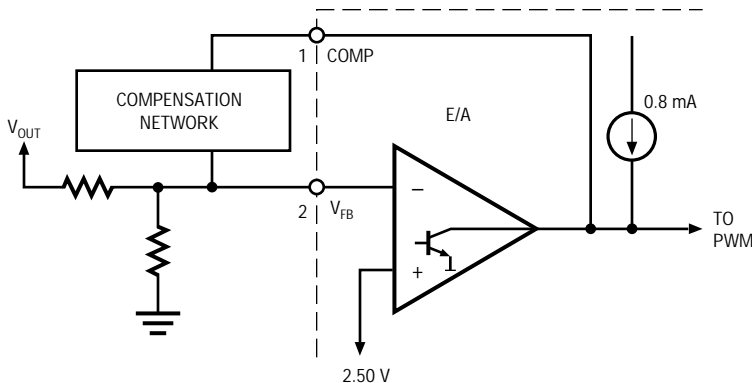 1 COMP
COMPENSATION
NETWORK
E/A
0.8 mA
V_OUT
−
2 V_FB
+
TO
PWM
2.50 V